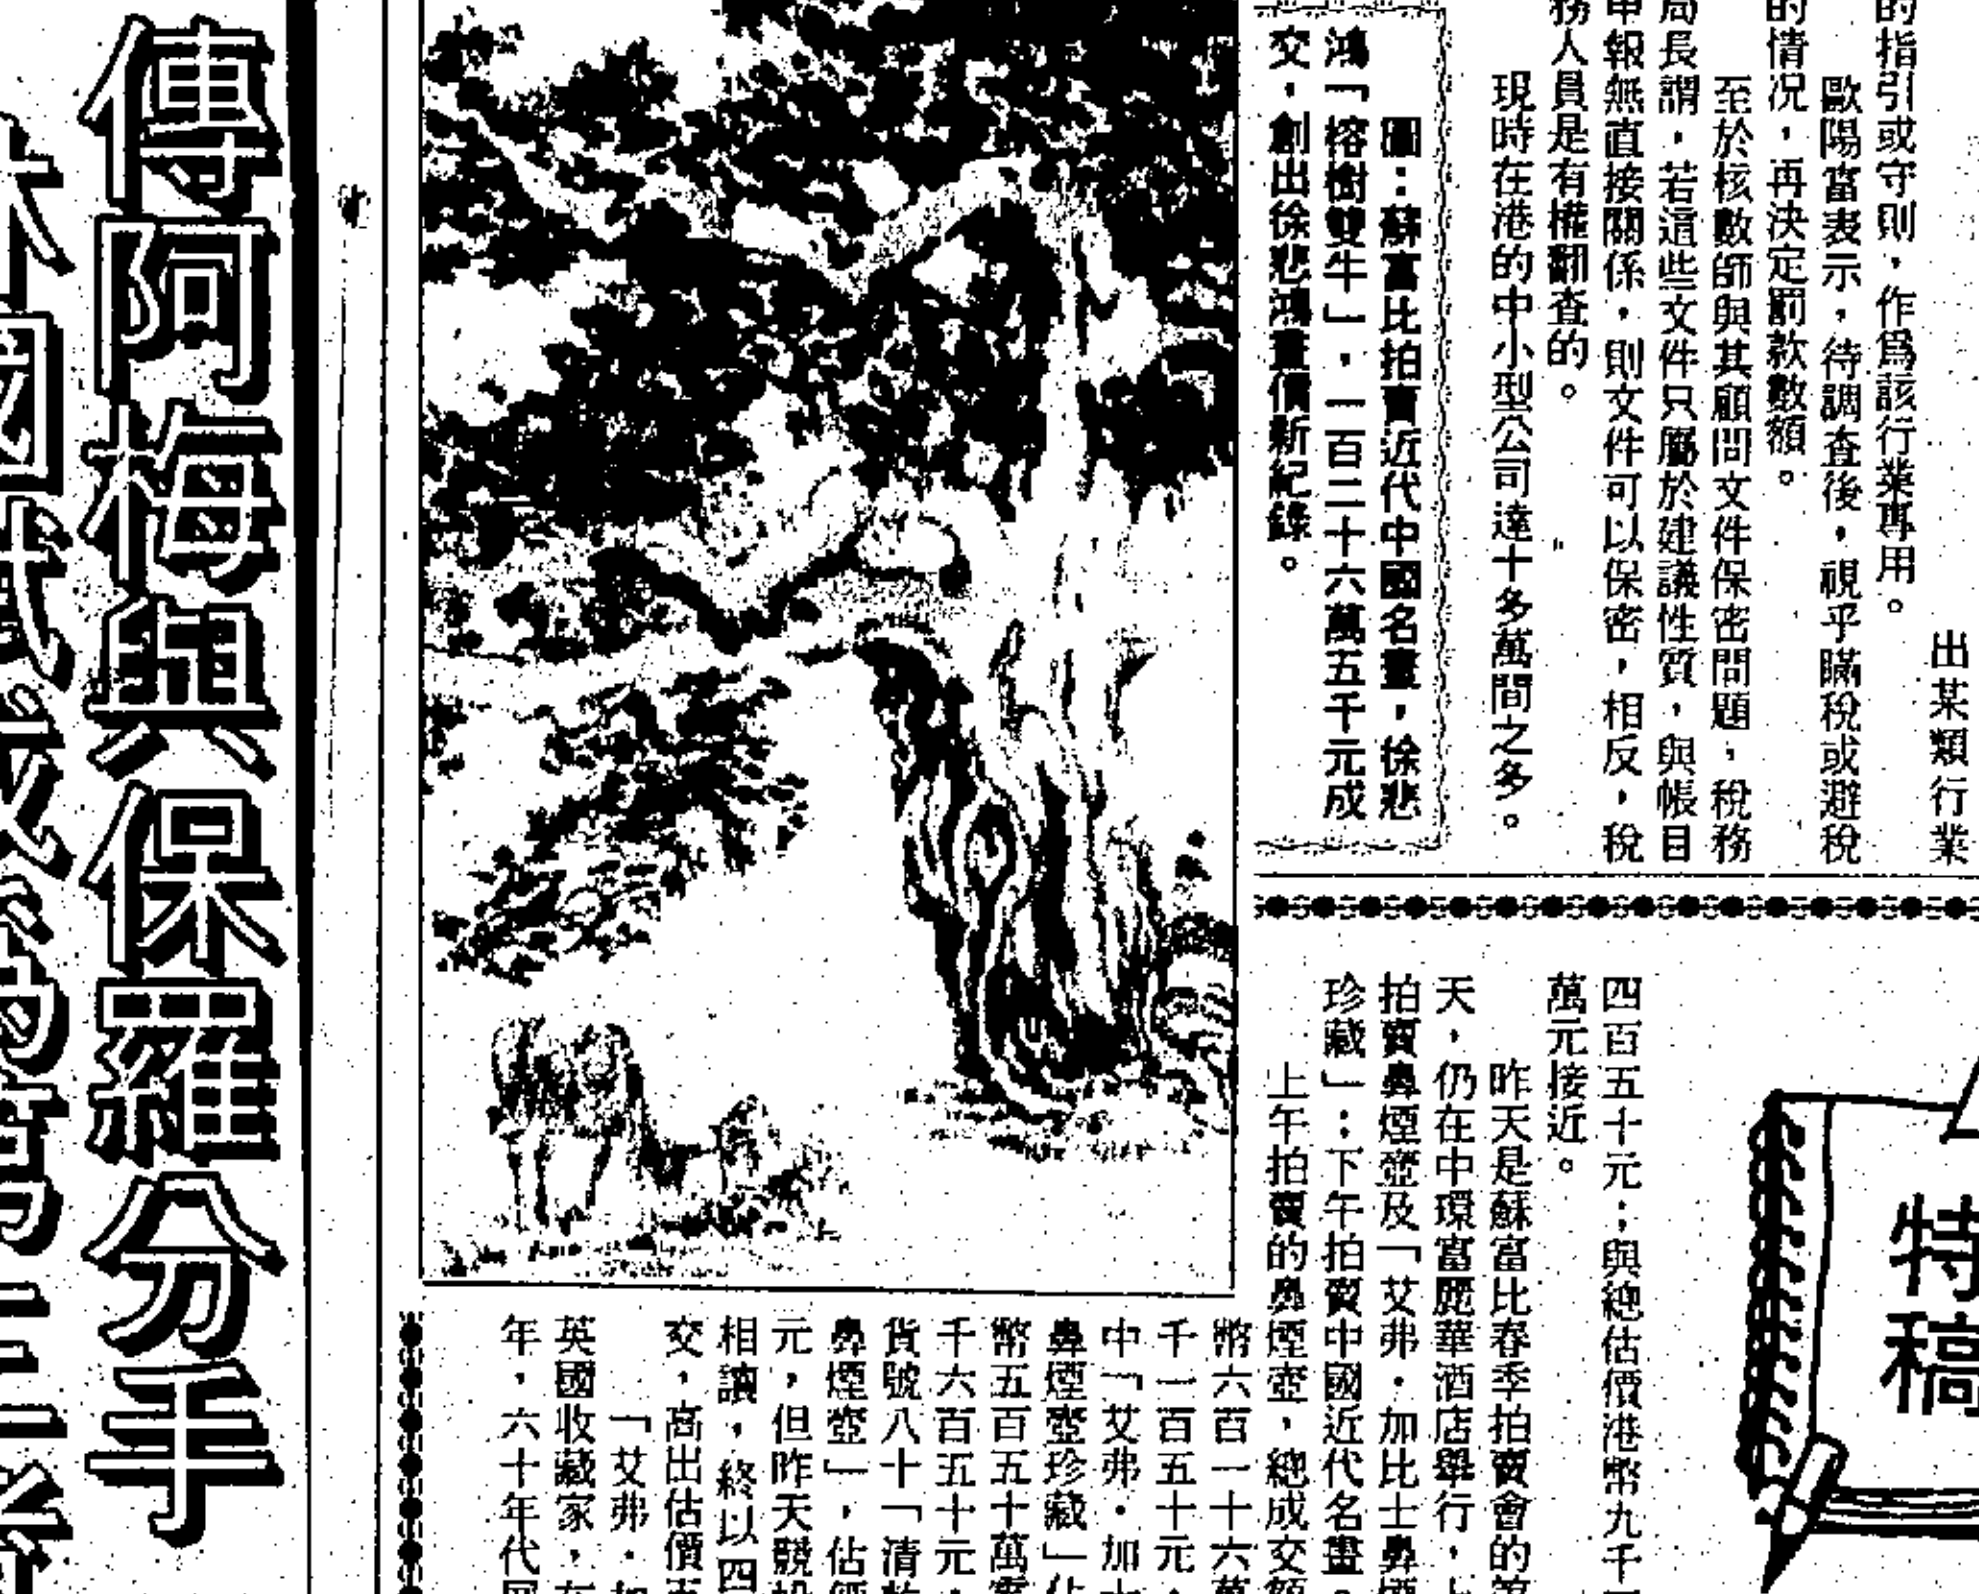 出某類行業
的指引或守則，作爲該行業專用。
歐陽富表示，待調查後，視乎瞞稅或避稅
的情况，再決定罰款數額。
至於核數師與其顧問文件保密問題，稅務
局長謂，若這些文件只屬於建議性質，與帳目
申報無直接關係，則文件可以保密，相反，稅
務人員是有權翻查的。
現時在港的中小型公司達十多萬間之多。
圖：蘇富比拍賣近代中國名畫，徐悲
鴻「榕樹雙牛」，一百二十六萬五千元成
交，創出徐悲鴻畫價新紀錄。
特稿
四百五十元；與總估價港幣九千
萬元接近。
昨天是蘇富比春季拍賣會的第
天，仍在中環富麗華酒店舉行，上
拍賣鼻煙壺及「艾弗·加比士鼻煙
珍藏」；下午拍賣中國近代名畫。
上午拍賣的鼻煙壺，總成交額
幣六百一十六萬
千一百五十元。
中「艾弗·加
鼻煙壺珍藏」佔
幣五百五十萬零
千六百五十元。
貨號八十「清乾
鼻煙壺」，佔價
元，但昨天競投
相讓，終以四
交，高出估價
「艾弗·加
英國收藏家，在
年，六十年代
傳阿梅與保羅分手